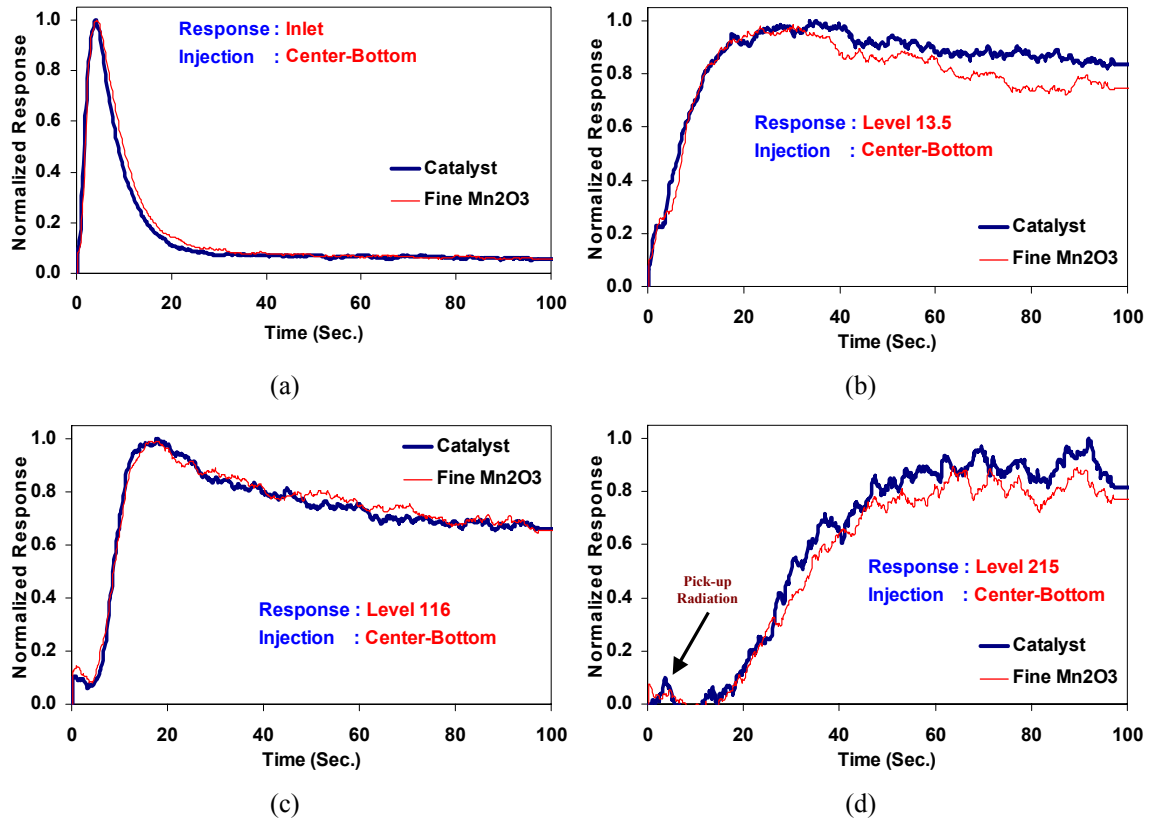 Normalized Response
1.0
0.8
0.6
0.4
0.2
0.0
Response : Inlet
Injection : Center-Bottom
Catalyst
Fine Mn2O3
0 20 40 60 80 100
Time (Sec.)
(a)
Normalized Response
1.0
0.8
0.6
0.4
0.2
0.0
Response : Level 13.5
Injection : Center-Bottom
Catalyst
Fine Mn2O3
0 20 40 60 80 100
Time (Sec.)
(b)
Normalized Response
1.0
0.8
0.6
0.4
0.2
0.0
Catalyst
Fine Mn2O3
Response : Level 116
Injection : Center-Bottom
0 20 40 60 80 100
Time (Sec.)
(c)
Normalized Response
1.0
0.8
0.6
0.4
0.2
0.0
Pick-up
Radiation
Response : Level 215
Injection : Center-Bottom
Catalyst
Fine Mn2O3
0 20 40 60 80 100
Time (Sec.)
(d)